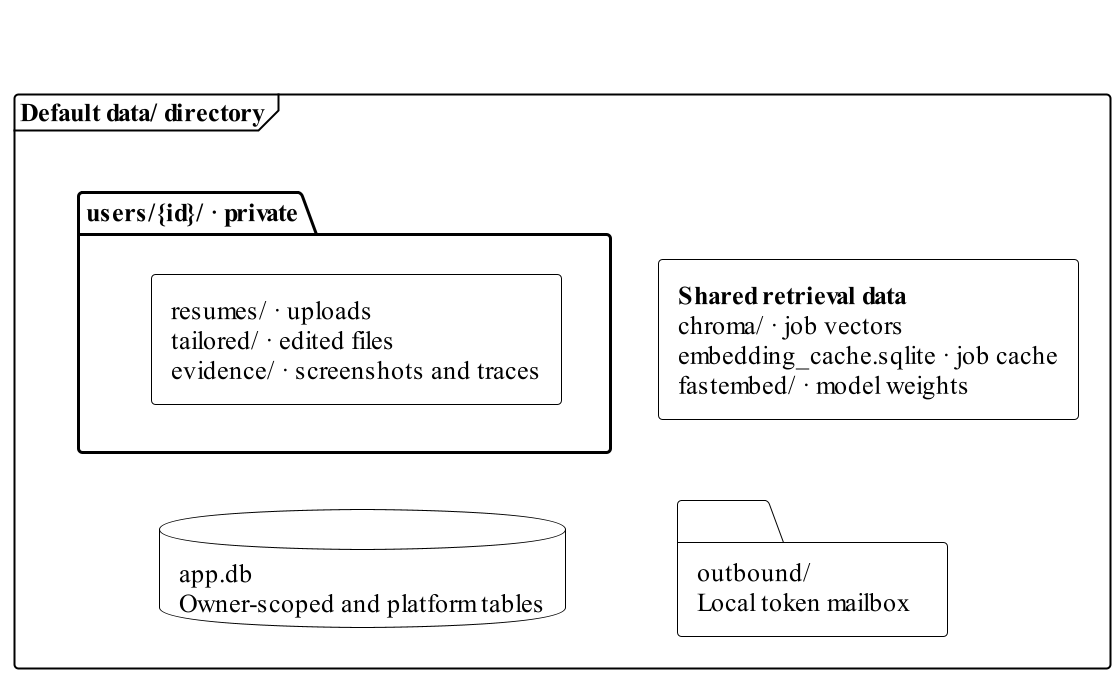 Default data/ directory
users/{id}/ · private
resumes/ · uploads
tailored/ · edited files
evidence/ · screenshots and traces
Shared retrieval data
chroma/ · job vectors
embedding_cache.sqlite · job cache
fastembed/ · model weights
app.db
Owner-scoped and platform tables
outbound/
Local token mailbox